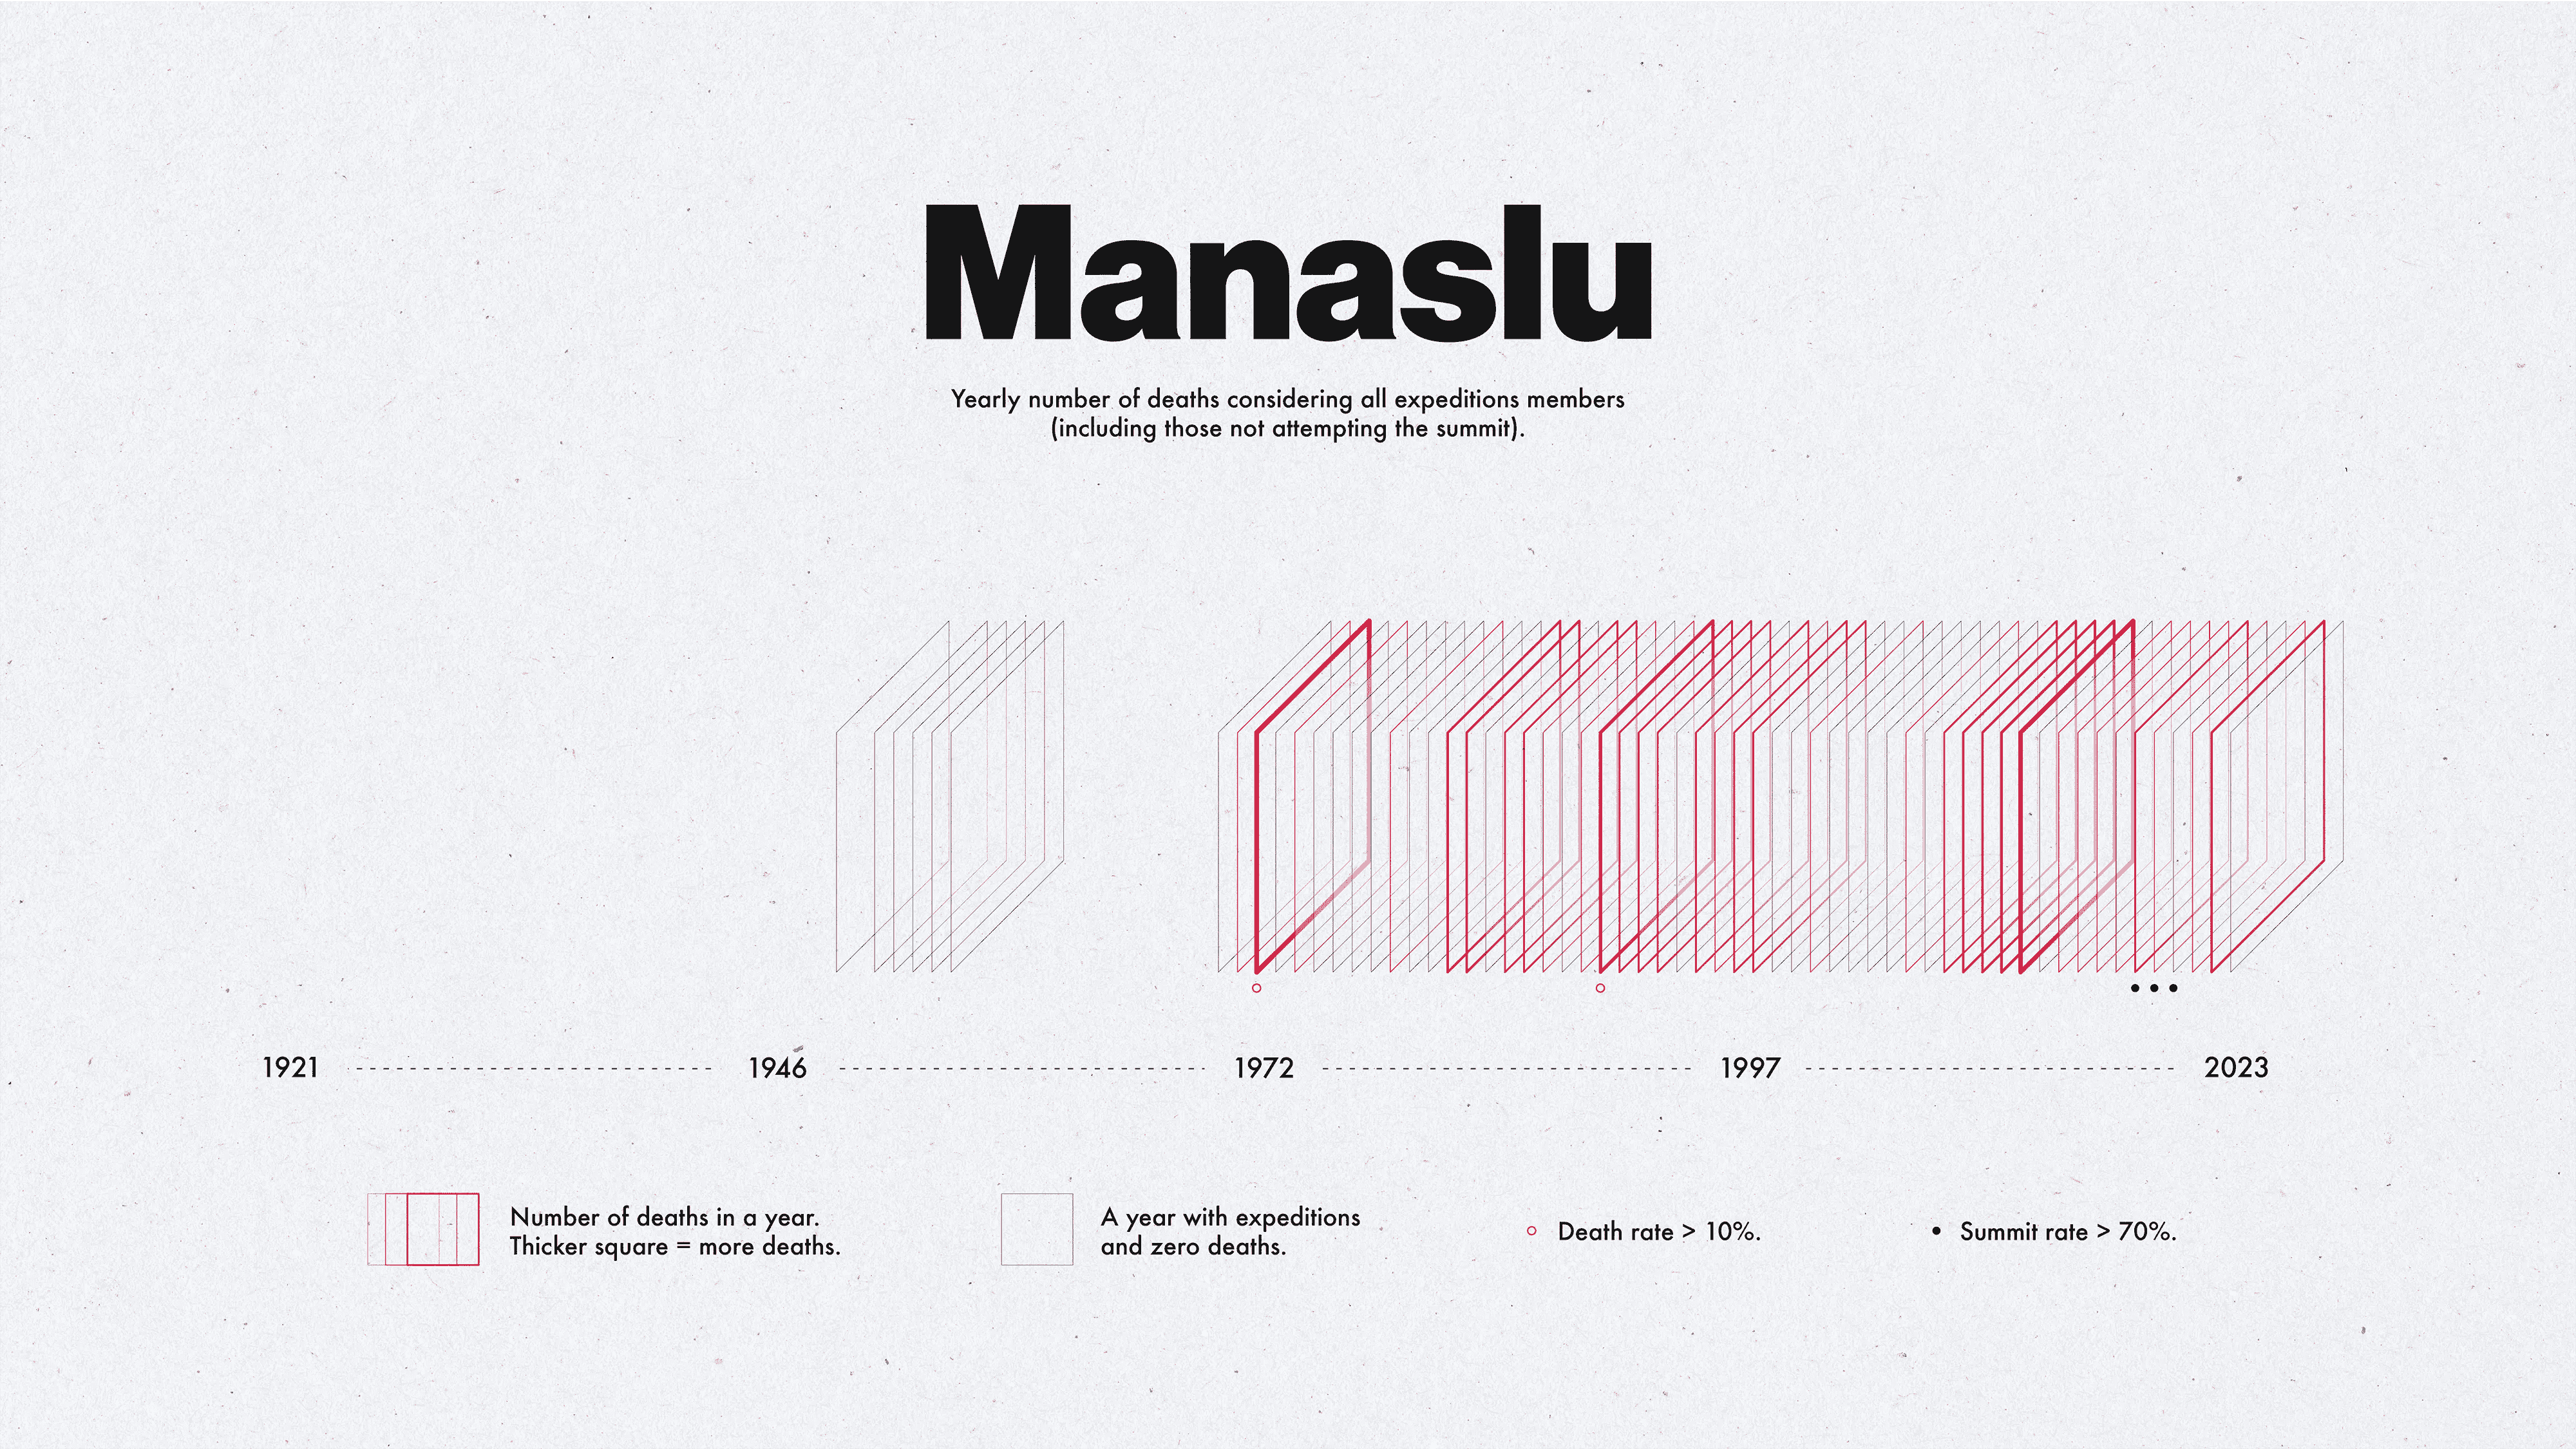 Manaslu
Yearly number of deaths considering all expeditions members
(including those not attempting the summit).
1921
1946
1972
1997
2023
Number of deaths in a year.
Thicker square = more deaths.
A year with expeditions
and zero deaths.
Death rate > 10%.
Summit rate > 70%.